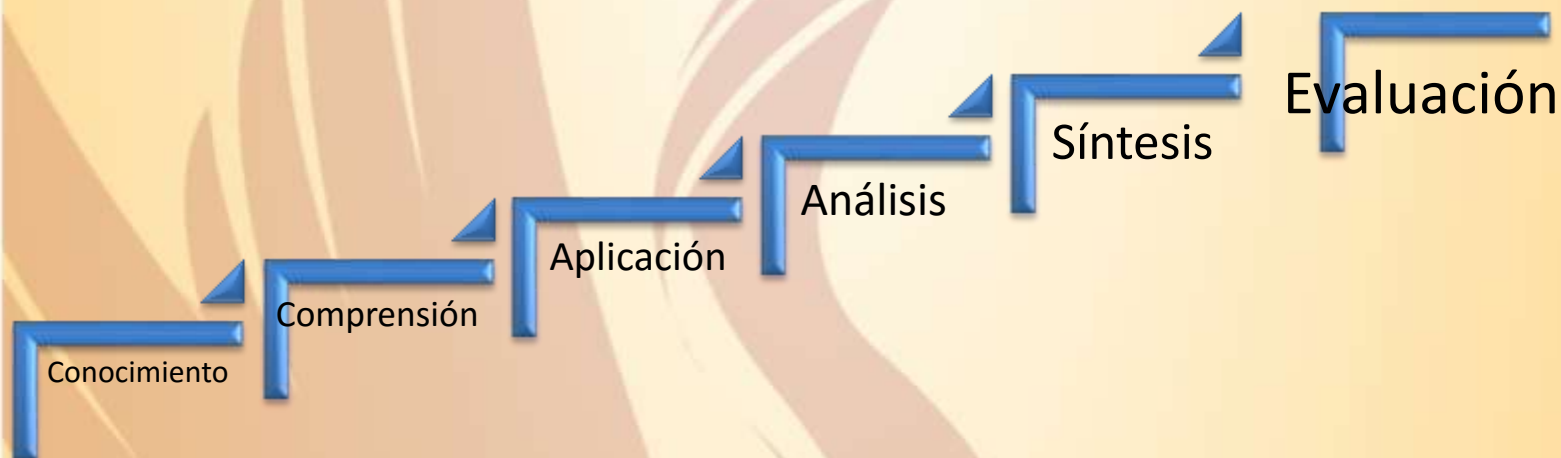 Conocimiento
Comprensión
Aplicación
Análisis
Síntesis
Evaluación